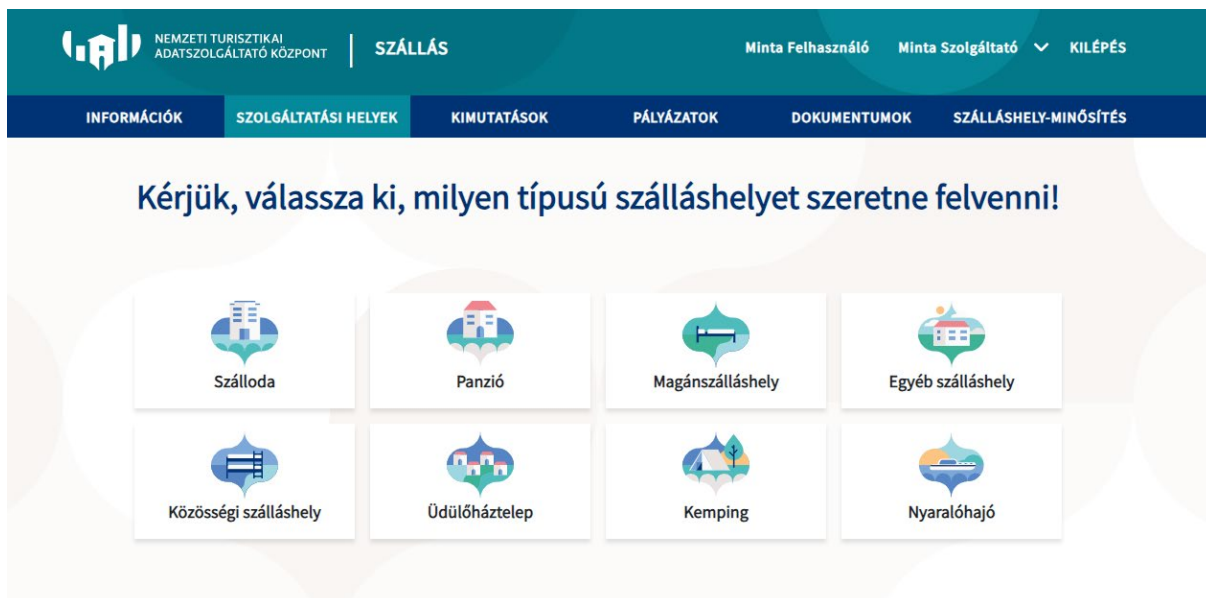 NEMZETI TURISZTIKAI
ADATSZOLGÁLTATÓ KÖZPONT
SZÁLLÁS
Minta Felhasználó
Minta Szolgáltató
KILÉPÉS
INFORMÁCIÓK
SZOLGÁLTATÁSI HELYEK
KIMUTATÁSOK
PÁLYÁZATOK
DOKUMENTUMOK
SZÁLLÁSHELY-MINŐSÍTÉS
Kérjük, válassza ki, milyen típusú szálláshelyet szeretne felvenni!
Szálloda
Panzió
Magánszálláshely
Egyéb szálláshely
Közösségi szálláshely
Üdülőháztelep
Kemping
Nyaralóhajó